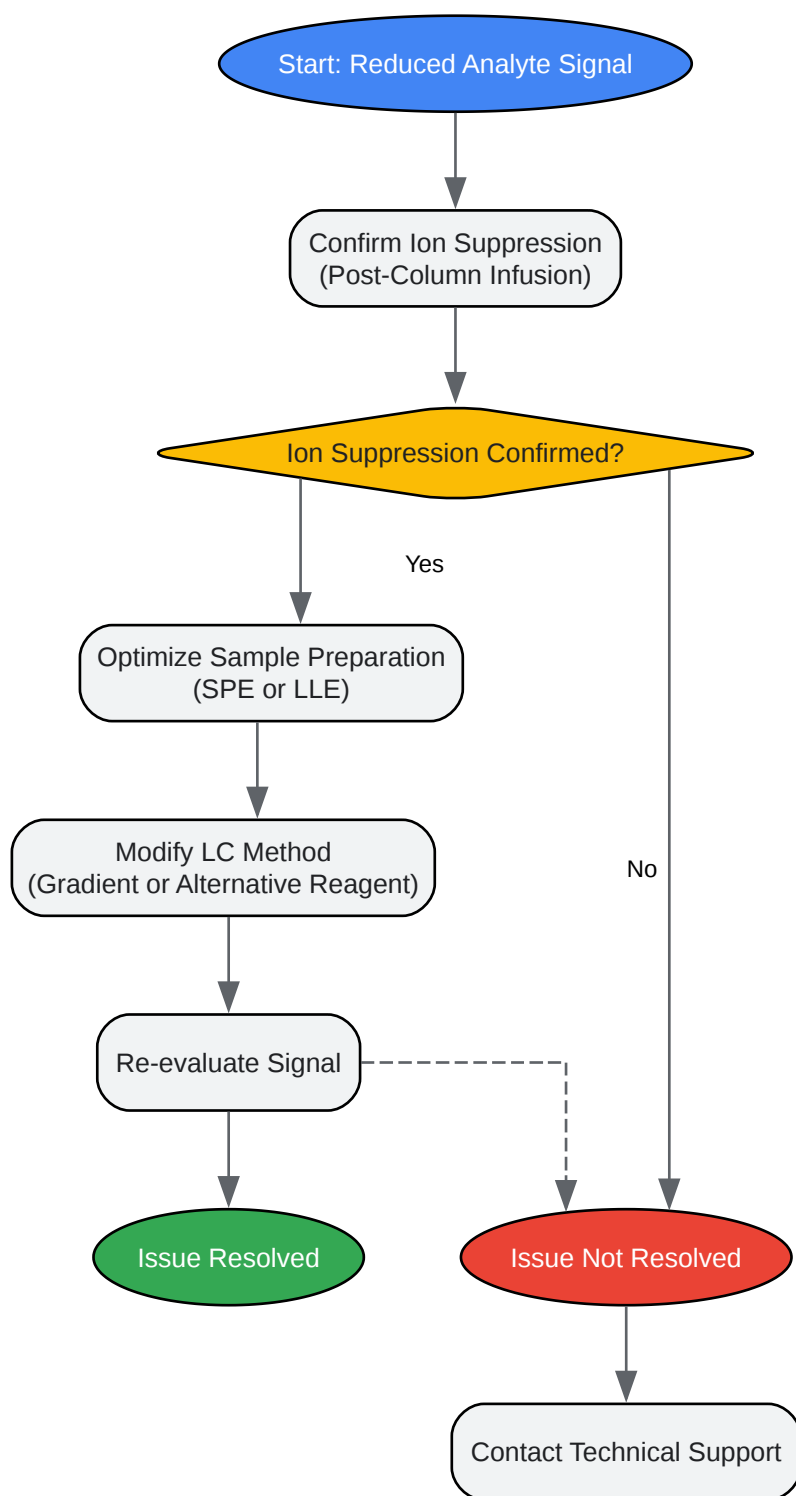 Start: Reduced Analyte Signal
Confirm Ion Suppression
(Post-Column Infusion)
Ion Suppression Confirmed?
Yes
Optimize Sample Preparation
(SPE or LLE)
Modify LC Method
(Gradient or Alternative Reagent)
No
Re-evaluate Signal
Issue Resolved
Issue Not Resolved
Contact Technical Support